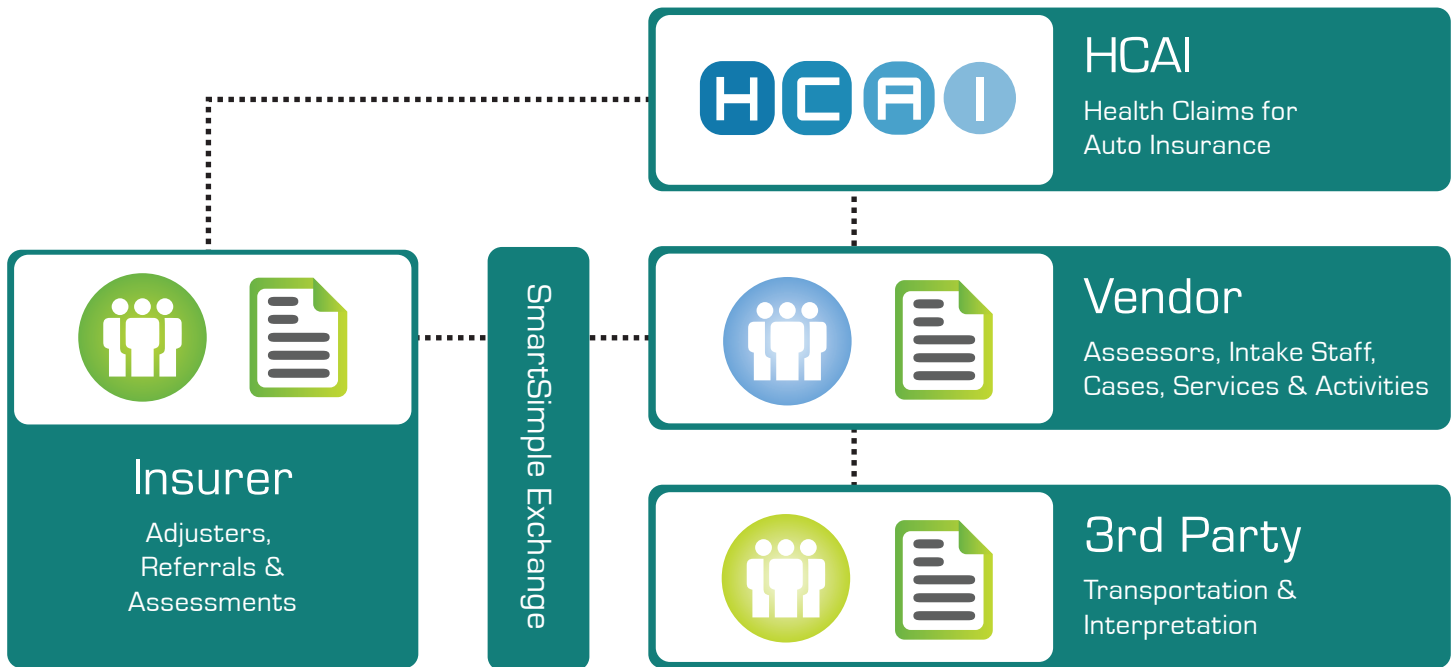 HCAI
HCAI
Health Claims for
Auto Insurance
Insurer
Adjusters,
Referrals &
Assessments
SmartSimple Exchange
Vendor
Assessors, Intake Staff,
Cases, Services & Activities
3rd Party
Transportation &
Interpretation